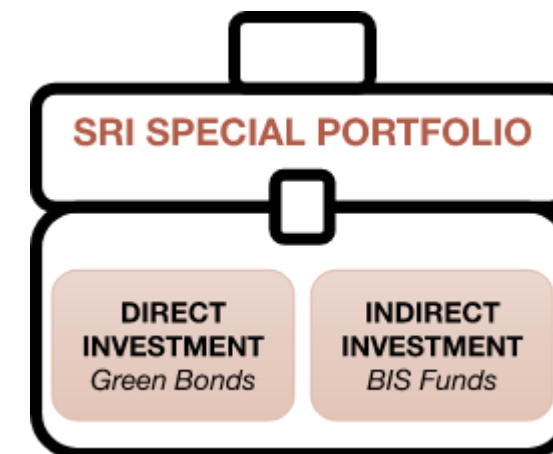 SRI SPECIAL PORTFOLIO
DIRECT
INVESTMENT
Green Bonds
INDIRECT
INVESTMENT
BIS Funds